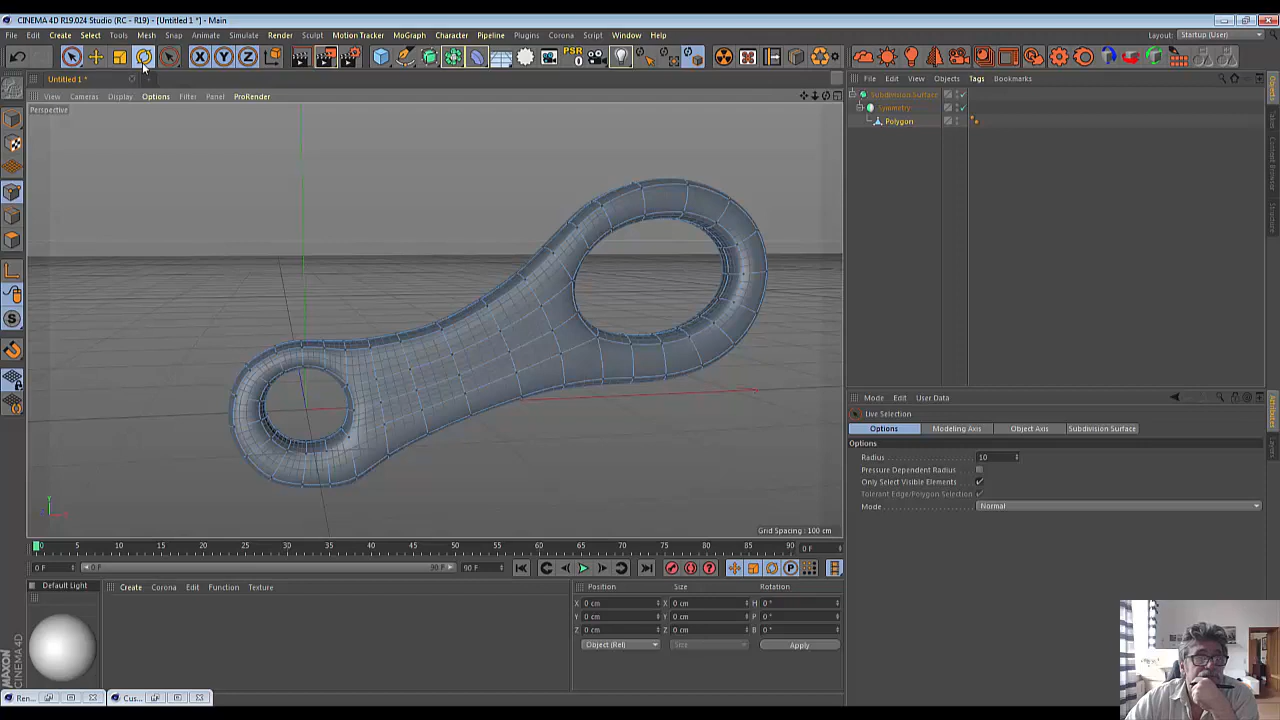 CINEMA 4D R19.024 Studio (RC - R19) - [Untitled 1 *] - Main
File Edit Create Select Tools Mesh Snap Animate Simulate Render Sculpt Motion Tracker MoGraph Character Pipeline Plugins Corona Script Window Help
Layout: Startup (User)
X Y Z PSR 0
Untitled 1 *
File Edit View Objects Tags Bookmarks
View Cameras Display Options Filter Panel ProRender
Subdivision Surface
Perspective
Symmetry
Polygon
Mode Edit User Data
Live Selection
Options Modeling Axis Object Axis Subdivision Surface
Options
Radius 10
Pressure Dependent Radius
Only Select Visible Elements
Tolerant Edge/Polygon Selection
Mode Normal
Y
Grid Spacing : 100 cm
0 5 10 15 20 25 30 35 40 45 50 55 60 65 70 75 80 85 90 0 F
0 F 0 F 90 F 90 F
Default Light Create Corona Edit Function Texture
Position Size Rotation
X 0 cm X 0 cm H 0 °
Y 0 cm Y 0 cm P 0 °
Z 0 cm Z 0 cm B 0 °
Object (Rel) Size Apply
MAXON CINEMA 4D
Ren... Cus...